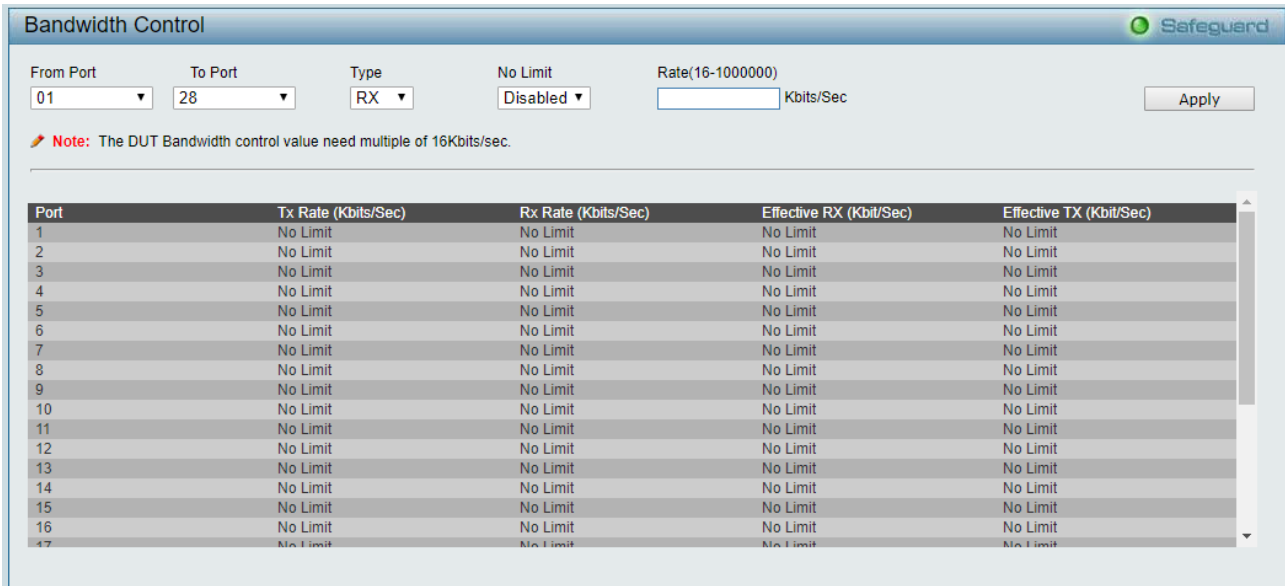 Bandwidth Control Safeguard
From Port To Port Type No Limit Rate(16-1000000)
01 28 RX Disabled Kbits/Sec Apply
Note: The DUT Bandwidth control value need multiple of 16Kbits/sec.
Port Tx Rate (Kbits/Sec) Rx Rate (Kbits/Sec) Effective RX (Kbit/Sec) Effective TX (Kbit/Sec)
1 No Limit No Limit No Limit No Limit
2 No Limit No Limit No Limit No Limit
3 No Limit No Limit No Limit No Limit
4 No Limit No Limit No Limit No Limit
5 No Limit No Limit No Limit No Limit
6 No Limit No Limit No Limit No Limit
7 No Limit No Limit No Limit No Limit
8 No Limit No Limit No Limit No Limit
9 No Limit No Limit No Limit No Limit
10 No Limit No Limit No Limit No Limit
11 No Limit No Limit No Limit No Limit
12 No Limit No Limit No Limit No Limit
13 No Limit No Limit No Limit No Limit
14 No Limit No Limit No Limit No Limit
15 No Limit No Limit No Limit No Limit
16 No Limit No Limit No Limit No Limit
17 No Limit No Limit No Limit No Limit